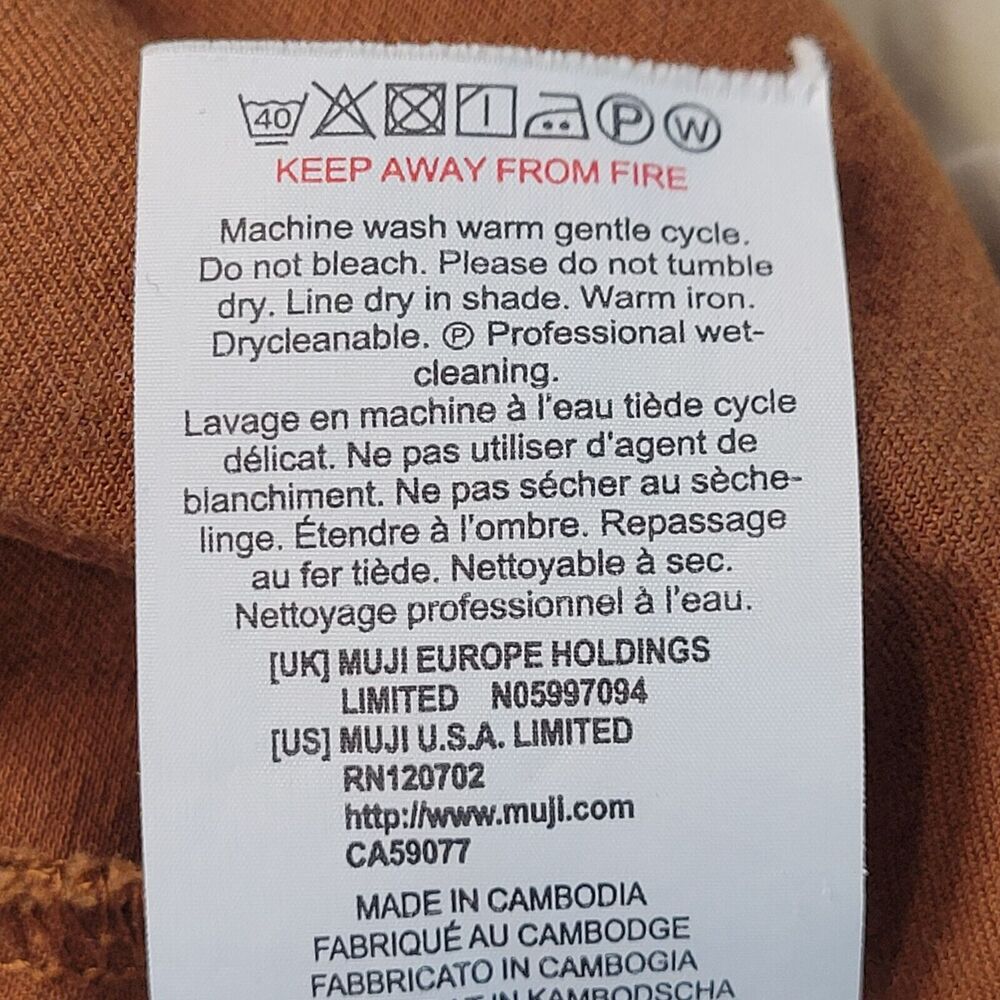 40 P W
KEEP AWAY FROM FIRE
Machine wash warm gentle cycle.
Do not bleach. Please do not tumble
dry. Line dry in shade. Warm iron.
Drycleanable. Ⓟ Professional wet-
cleaning.
Lavage en machine à l'eau tiède cycle
délicat. Ne pas utiliser d'agent de
blanchiment. Ne pas sécher au sèche-
linge. Étendre à l'ombre. Repassage
au fer tiède. Nettoyable à sec.
Nettoyage professionnel à l'eau.
[UK] MUJI EUROPE HOLDINGS
LIMITED N05997094
[US] MUJI U.S.A. LIMITED
RN120702
http://www.muji.com
CA59077
MADE IN CAMBODIA
FABRIQUÉ AU CAMBODGE
FABBRICATO IN CAMBOGIA
IN KAMBODSCHA